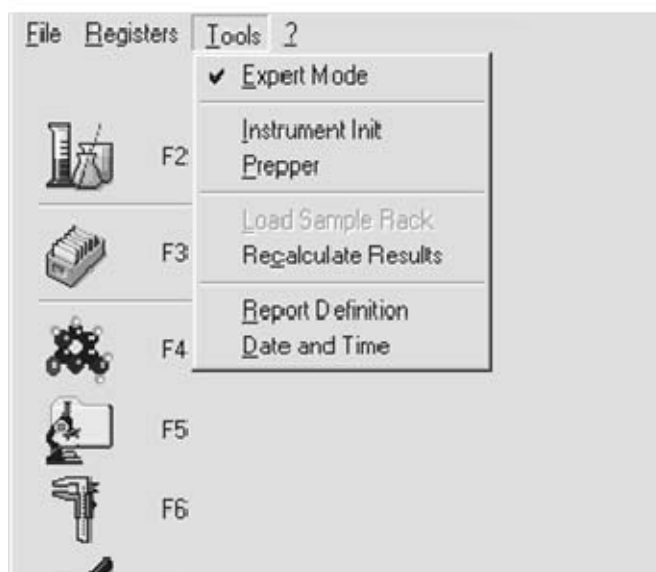 File Registers Tools ?
Expert Mode
Instrument Init
F2
Prepper
Load Sample Rack
F3
Recalculate Results
Report Definition
F4
Date and Time
F5
F6